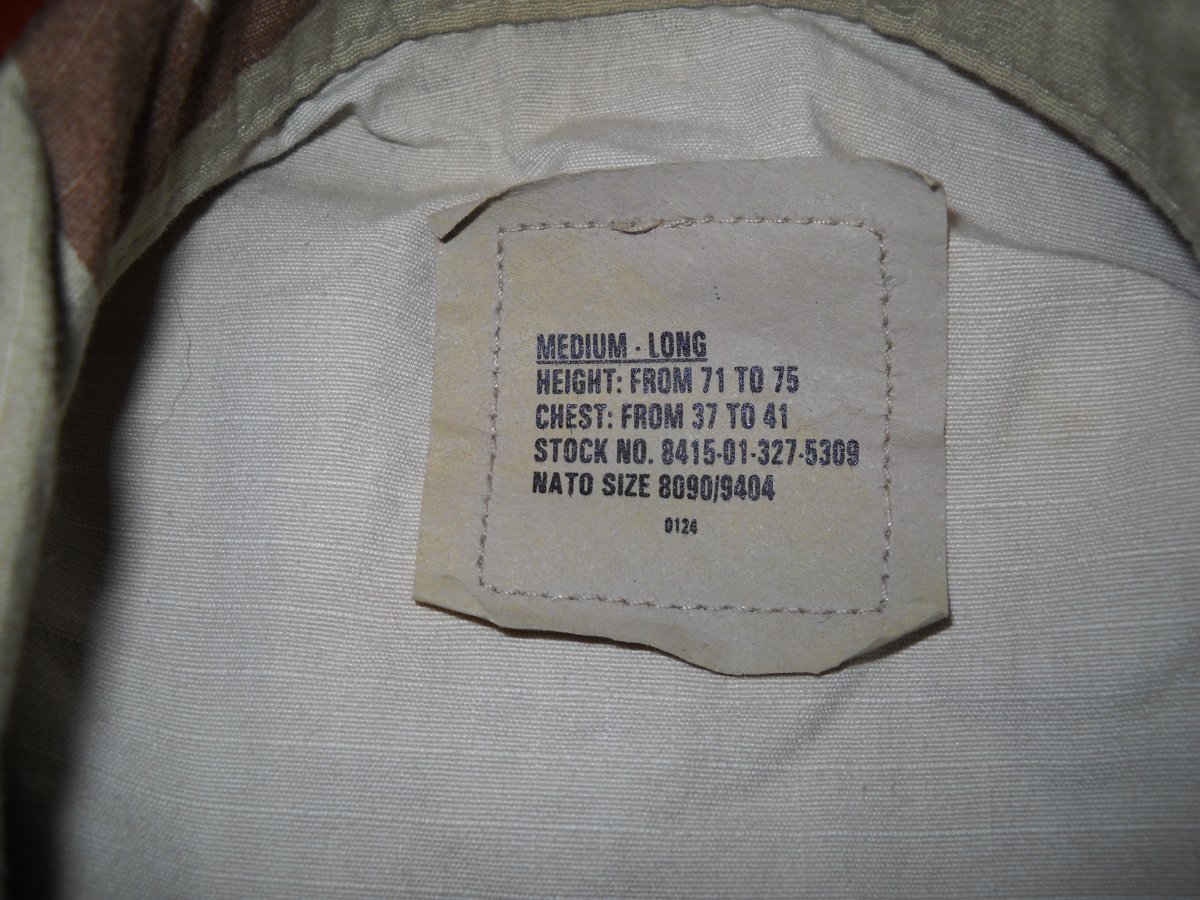 MEDIUM - LONG
HEIGHT: FROM 71 TO 75
CHEST: FROM 37 TO 41
STOCK NO. 8415-01-327-5309
NATO SIZE 8090/9404
0124